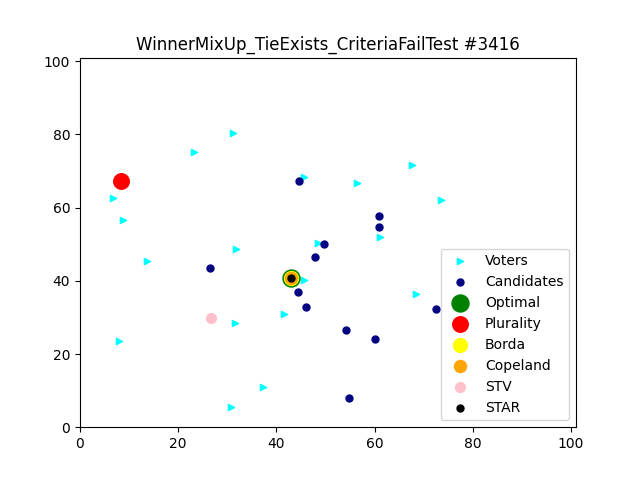 WinnerMixUp_TieExists_CriteriaFailTest #3416
100
80
60
40
20
0
Voters
Candidates
Optimal
Plurality
Borda
Copeland
STV
STAR
0 20 40 60 80 100